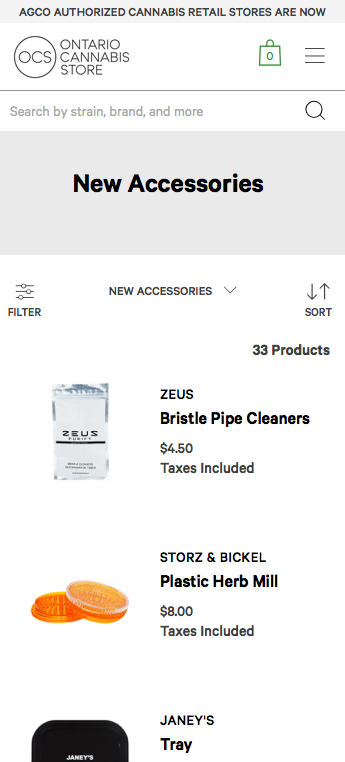 AGCO AUTHORIZED CANNABIS RETAIL STORES ARE NOW
OCS
ONTARIO
CANNABIS
STORE
0
Search by strain, brand, and more
New Accessories
FILTER
NEW ACCESSORIES
SORT
33 Products
ZEUS
PURIFY
ZEUS
Bristle Pipe Cleaners
$4.50
Taxes Included
STORZ & BICKEL
Plastic Herb Mill
$8.00
Taxes Included
JANEY'S
JANEY'S
Tray